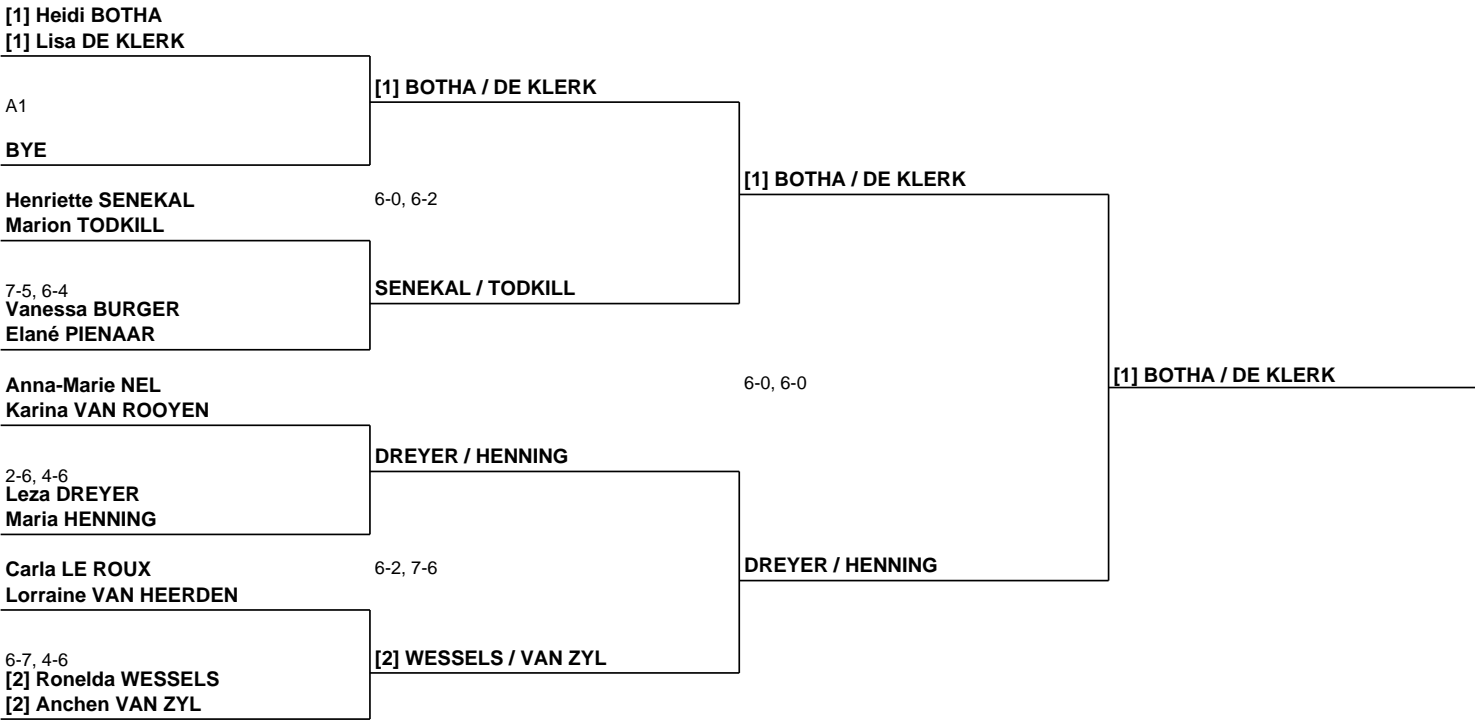 [1] Heidi BOTHA
[1] Lisa DE KLERK
[1] BOTHA / DE KLERK
A1
BYE
[1] BOTHA / DE KLERK
Henriette SENEKAL
6-0, 6-2
Marion TODKILL
SENEKAL / TODKILL
7-5, 6-4
Vanessa BURGER
Elané PIENAAR
[1] BOTHA / DE KLERK
Anna-Marie NEL
6-0, 6-0
Karina VAN ROOYEN
DREYER / HENNING
2-6, 4-6
Leza DREYER
Maria HENNING
DREYER / HENNING
Carla LE ROUX
6-2, 7-6
Lorraine VAN HEERDEN
[2] WESSELS / VAN ZYL
6-7, 4-6
[2] Ronelda WESSELS
[2] Anchen VAN ZYL